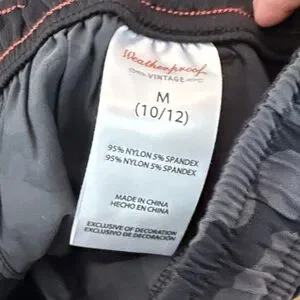 Weatherproof
VINTAGE
M
(10/12)
95% NYLON 5% SPANDEX
95% NYLON 5% SPANDEX
MADE IN CHINA
HECHO EN CHINA
EXCLUSIVE OF DECORATION
EXCLUSIVO DE DECORACIÓN